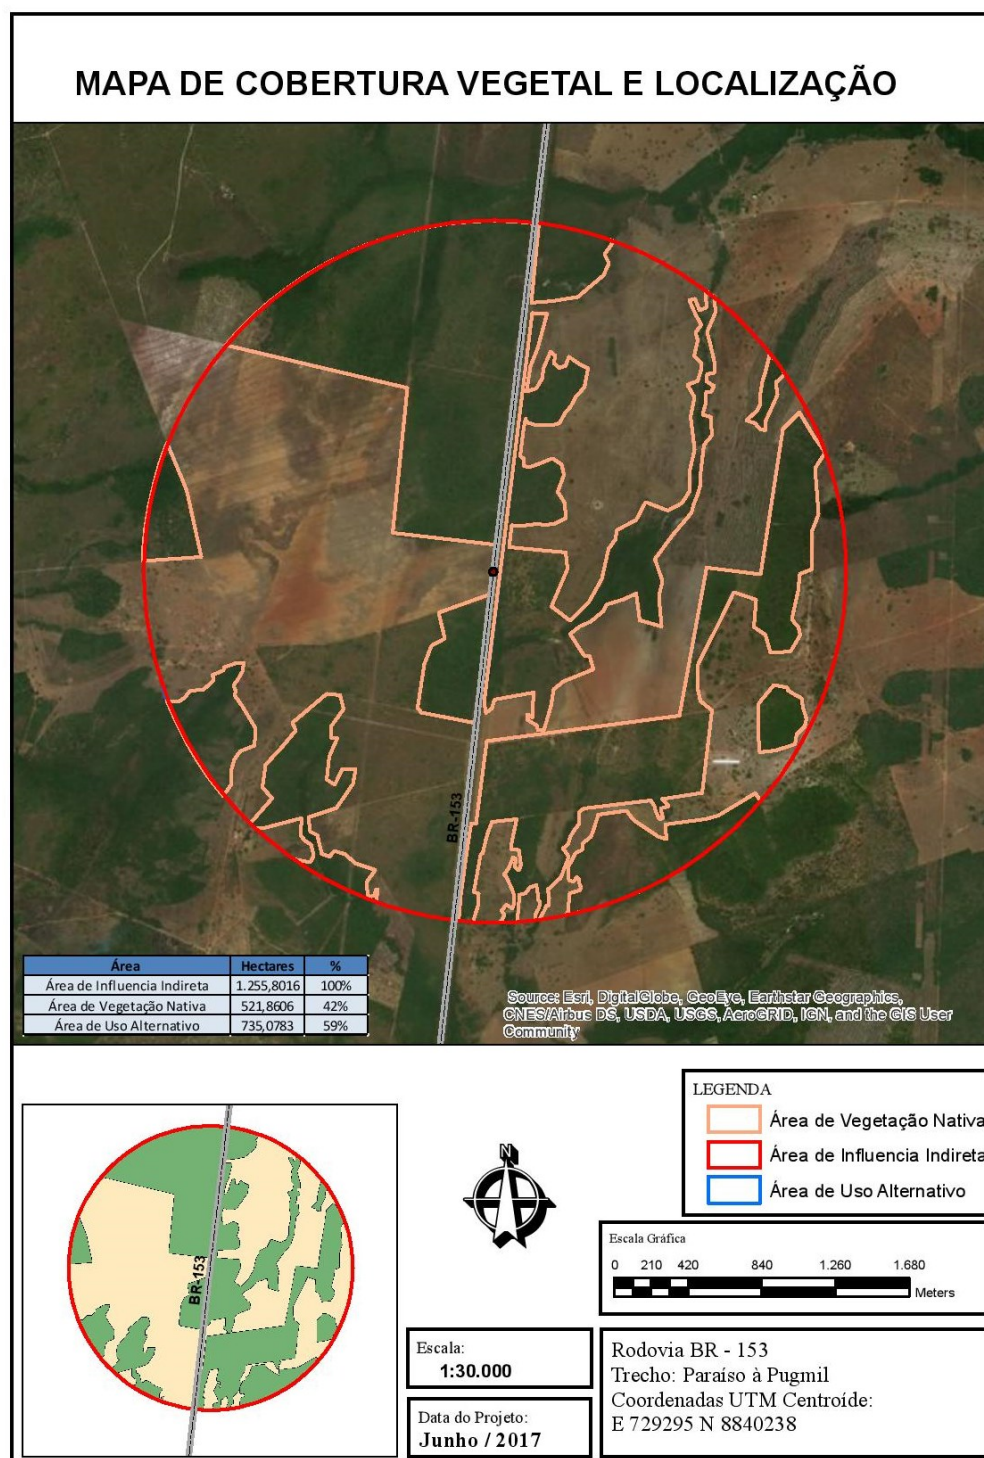 MAPA DE COBERTURA VEGETAL E LOCALIZAÇÃO
BR-153
Área Hectares %
Área de Influencia Indireta 1.255,8016 100%
Área de Vegetação Nativa 521,8606 42%
Área de Uso Alternativo 735,0783 59%
Source: Esri, DigitalGlobe, GeoEye, Earthstar Geographics,
CNES/Airbus DS, USDA, USGS, AeroGRID, IGN, and the GIS User
Community
BR-153
N
LEGENDA
Área de Vegetação Nativa
Área de Influencia Indireta
Área de Uso Alternativo
Escala Gráfica
0 210 420 840 1.260 1.680
Meters
Escala:
1:30.000
Data do Projeto:
Junho / 2017
Rodovia BR - 153
Trecho: Paraíso à Pugmil
Coordenadas UTM Centroíde:
E 729295 N 8840238